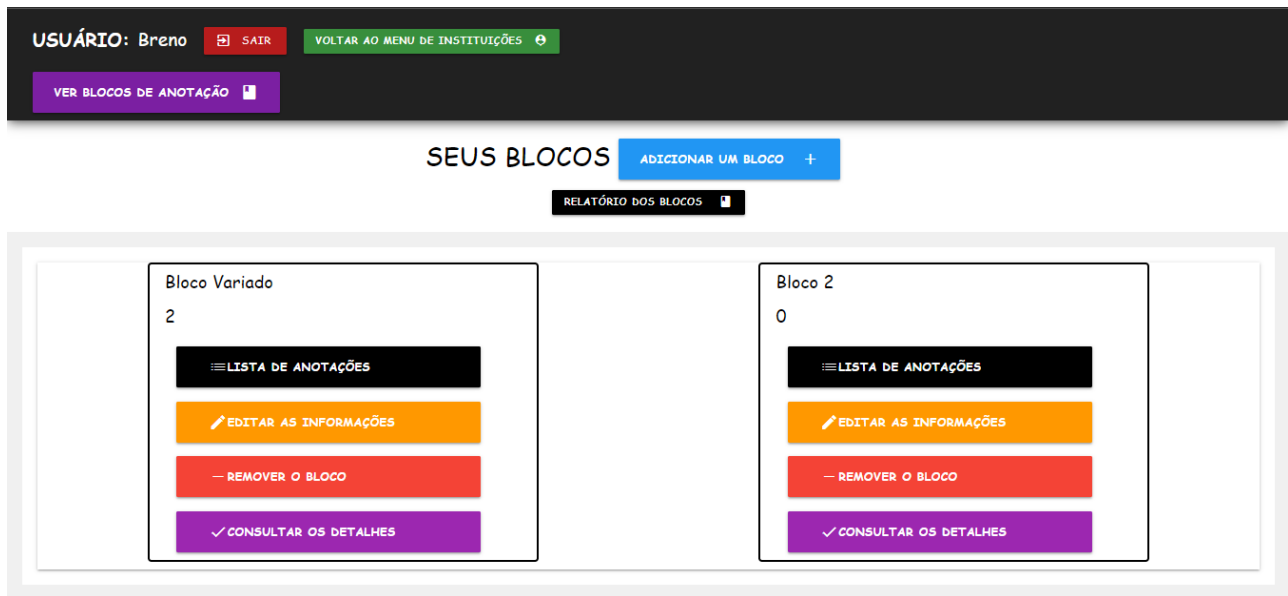 USUÁRIO: Breno SAIR VOLTAR AO MENU DE INSTITUIÇÕES
VER BLOCOS DE ANOTAÇÃO
SEUS BLOCOS ADICIONAR UM BLOCO +
RELATÓRIO DOS BLOCOS
Bloco Variado
2
LISTA DE ANOTAÇÕES
EDITAR AS INFORMAÇÕES
REMOVER O BLOCO
CONSULTAR OS DETALHES
Bloco 2
0
LISTA DE ANOTAÇÕES
EDITAR AS INFORMAÇÕES
REMOVER O BLOCO
CONSULTAR OS DETALHES